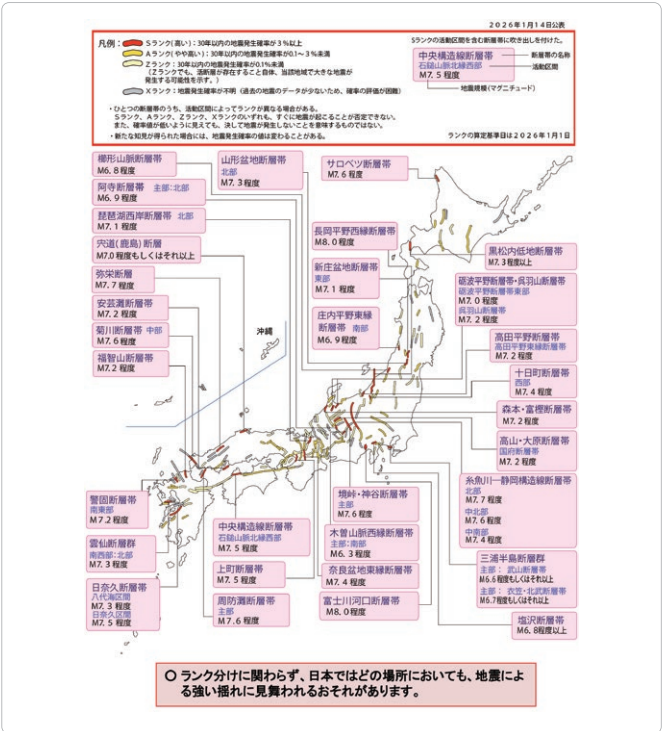 2026年1月14日公表
凡例：
Sランク(高い)：30年以内の地震発生確率が3％以上
Aランク(やや高い)：30年以内の地震発生確率が0.1～3％未満
Zランク：30年以内の地震発生確率が0.1％未満
（Zランクでも、活断層が存在すること自体、当該地域で大きな地震が
発生する可能性を示す。）
Xランク：地震発生確率が不明（過去の地震のデータが少ないため、確率の評価が困難）
・ひとつの断層帯のうち、活動区間によってランクが異なる場合がある。
Sランク、Aランク、Zランク、Xランクのいずれも、すぐに地震が起こることが否定できない。
また、確率値が低いように見えても、決して地震が発生しないことを意味するものではない。
・新たな知見が得られた場合には、地震発生確率の値は変わることがある。
Sランクの活動区間を含む断層帯に吹き出しを付けた。
中央構造線断層帯
石鎚山脈北縁西部
M7.5程度
断層帯の名称
活動区間
地震規模(マグニチュード)
ランクの算定基準日は2026年1月1日
櫛形山脈断層帯
M6.8程度
阿寺断層帯 主部:北部
M6.9程度
琵琶湖西岸断層帯 北部
M7.1程度
宍道(鹿島)断層
M7.0程度もしくはそれ以上
弥栄断層
M7.7程度
安芸灘断層帯
M7.2程度
菊川断層帯 中部
M7.6程度
福智山断層帯
M7.2程度
山形盆地断層帯
北部
M7.3程度
サロベツ断層帯
M7.6程度
長岡平野西縁断層帯
M8.0程度
新庄盆地断層帯
東部
M7.1程度
庄内平野東縁
断層帯 南部
M6.9程度
沖縄
黒松内低地断層帯
M7.3程度以上
砺波平野断層帯・呉羽山断層帯
砺波平野断層帯東部
M7.0程度
呉羽山断層帯
M7.2程度
高田平野断層帯
高田平野東縁断層帯
M7.2程度
十日町断層帯
西部
M7.4程度
森本・富樫断層帯
M7.2程度
高山・大原断層帯
国府断層帯
M7.2程度
糸魚川－静岡構造線断層帯
北部
M7.7程度
中北部
M7.6程度
中南部
M7.4程度
三浦半島断層群
主部：武山断層帯
M6.6程度もしくはそれ以上
主部：衣笠・北武断層帯
M6.7程度もしくはそれ以上
塩沢断層帯
M6.8程度以上
警固断層帯
南東部
M7.2程度
雲仙断層群
南西部:北部
M7.3程度
日奈久断層帯
八代海区間
M7.3程度
日奈久区間
M7.5程度
中央構造線断層帯
石鎚山脈北縁西部
M7.5程度
上町断層帯
M7.5程度
周防灘断層帯
主部
M7.6程度
境峠・神谷断層帯
主部
M7.6程度
木曽山脈西縁断層帯
主部:南部
M6.3程度
奈良盆地東縁断層帯
M7.4程度
富士川河口断層帯
M8.0程度
○ ランク分けに関わらず、日本ではどの場所においても、地震によ
る強い揺れに見舞われるおそれがあります。